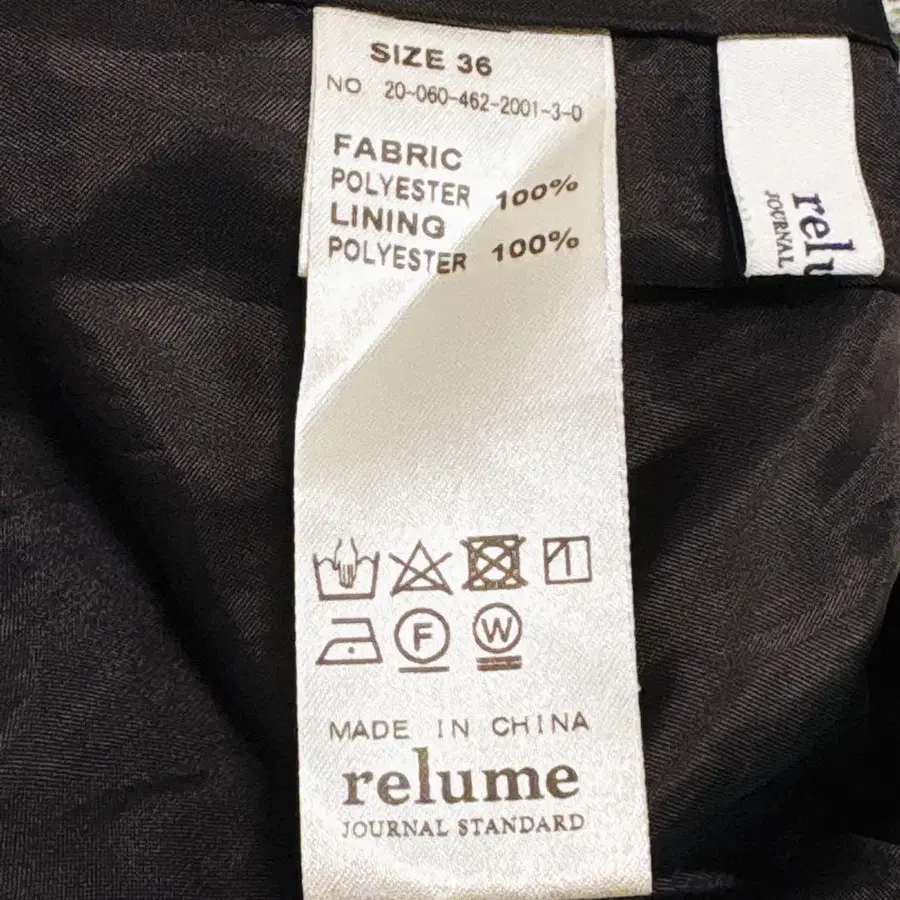 SIZE 36
NO 20-060-462-2001-3-0
FABRIC
POLYESTER 100%
LINING
POLYESTER 100%
F
W
MADE IN CHINA
relume
JOURNAL STANDARD
relu
JOURNAL